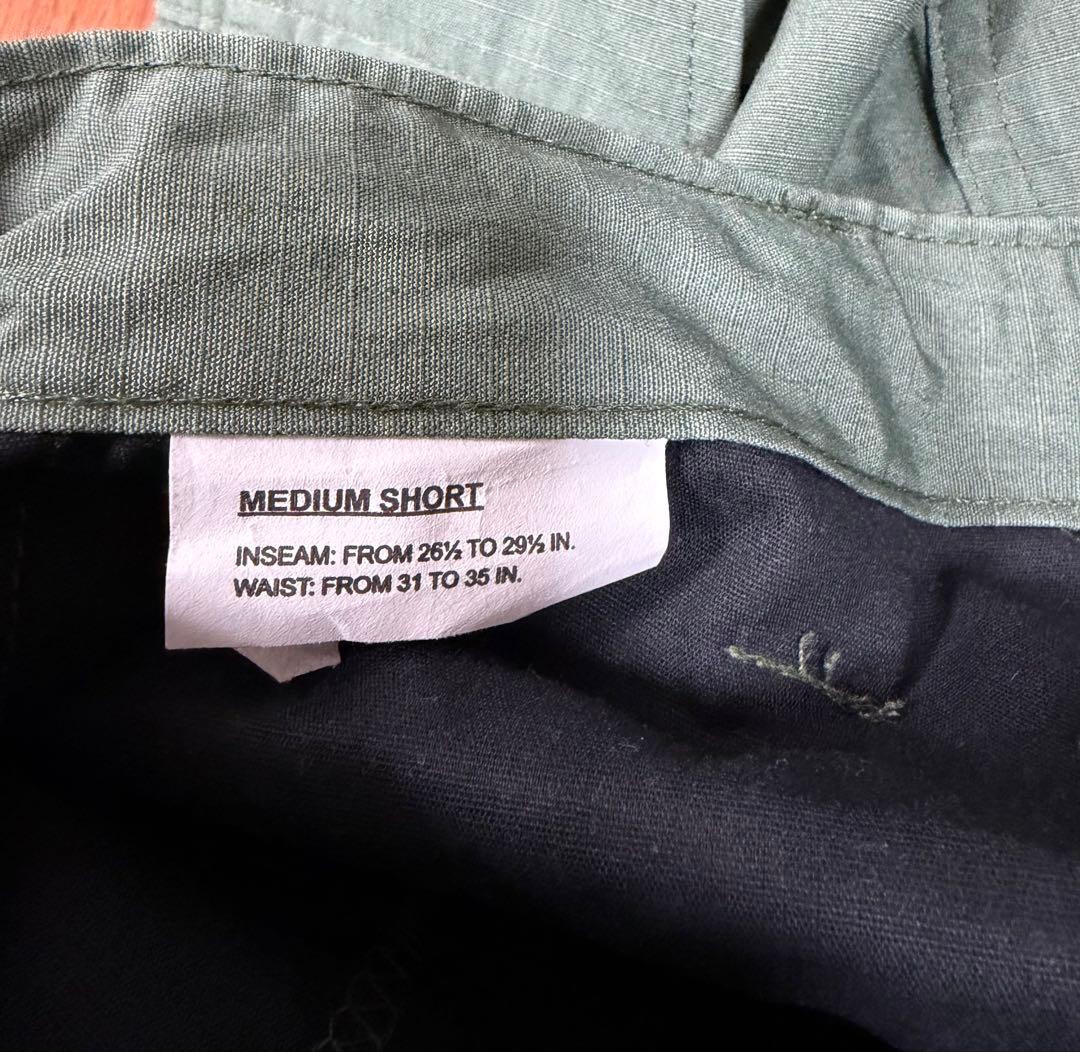 MEDIUM SHORT
INSEAM: FROM 26½ TO 29½ IN.
WAIST: FROM 31 TO 35 IN.